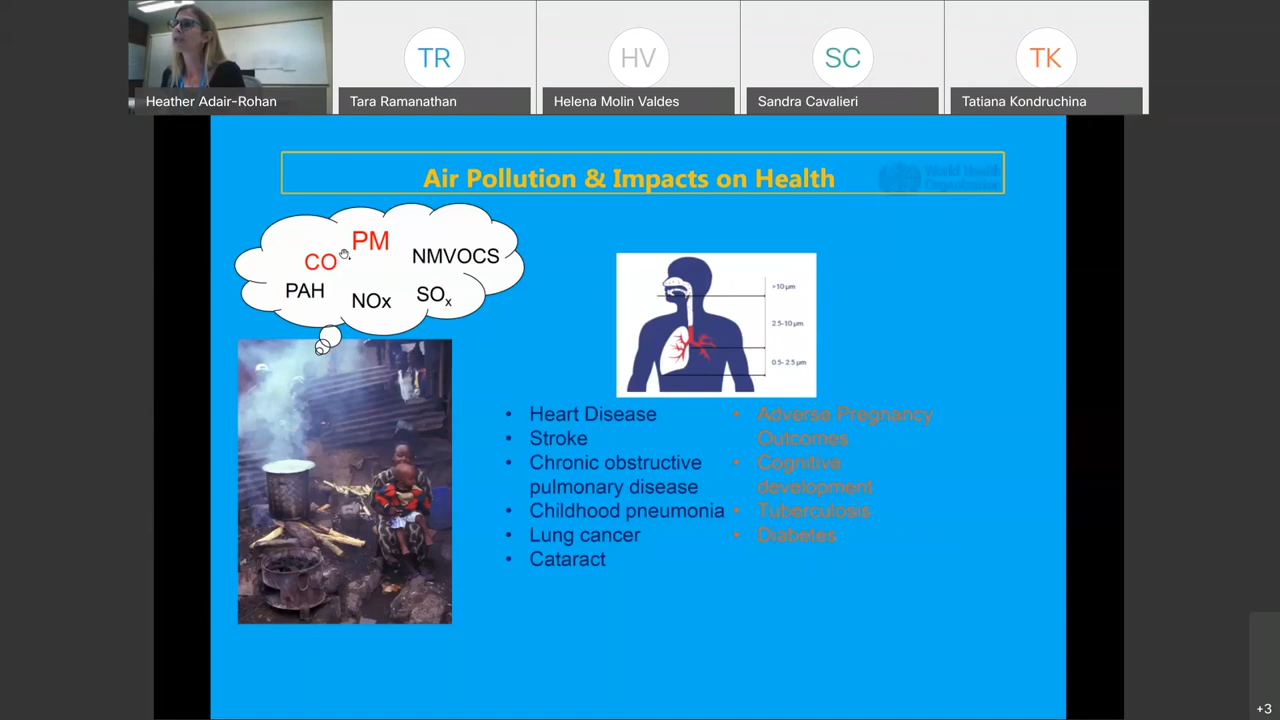 TR
HV
SC
TK
Heather Adair-Rohan
Tara Ramanathan
Helena Molin Valdes
Sandra Cavalieri
Tatiana Kondruchina
Air Pollution & Impacts on Health
World Health
Organization
PM
CO
NMVOCS
PAH
NOx
SOx
>10 µm
2.5-10 µm
0.5-2.5 µm
• Heart Disease
• Stroke
• Chronic obstructive
pulmonary disease
• Childhood pneumonia
• Lung cancer
• Cataract
• Adverse Pregnancy
Outcomes
• Cognitive
development
• Tuberculosis
• Diabetes
+3